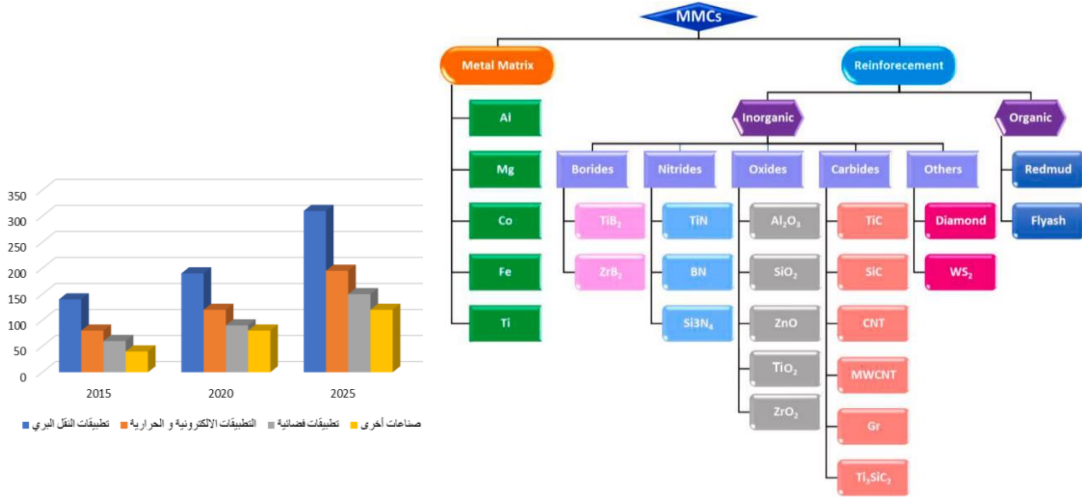 MMCs
Metal Matrix
Reinforecement
Al
Mg
Co
Fe
Ti
Inorganic
Organic
Borides
Nitrides
Oxides
Carbides
Others
Redmud
Flyash
TiB₂
ZrB₂
TiN
BN
Si3N₄
Al₂O₃
SiO₂
ZnO
TiO₂
ZrO₂
TiC
SiC
CNT
MWCNT
Gr
Ti₃SiC₂
Diamond
WS₂
350
300
250
200
150
100
50
0
2015
2020
2025
تطبيقات النقل البري
التطبيقات الالكترونية و الحرارية
تطبيقات فضائية
صناعات أخرى